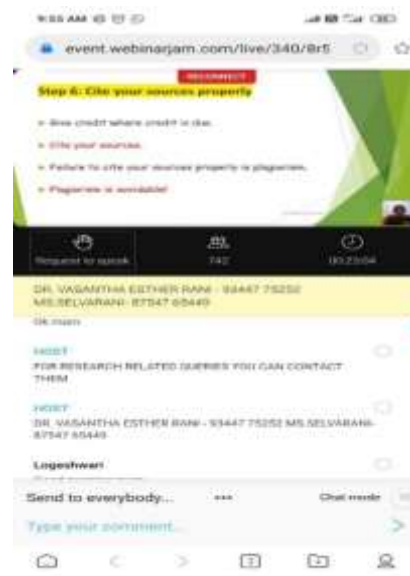 9:55 AM
event.webinarjam.com/live/340/8r5
RECONNECT
Step 6: Cite your sources properly
Give credit where credit is due.
Cite your sources.
Failure to cite your sources properly is plagiarism.
Plagiarism is avoidable!
Request to speak
742
00:23:04
DR. VASANTHA ESTHER RANI - 93447 75252
MS.SELVARANI- 87547 65449
Ok mam
HOST
FOR RESEARCH RELATED QUERIES YOU CAN CONTACT
THEM
HOST
DR. VASANTHA ESTHER RANI - 93447 75252 MS.SELVARANI-
87547 65449
Logeshwari
Send to everybody...
Chat mode
Type your comment...